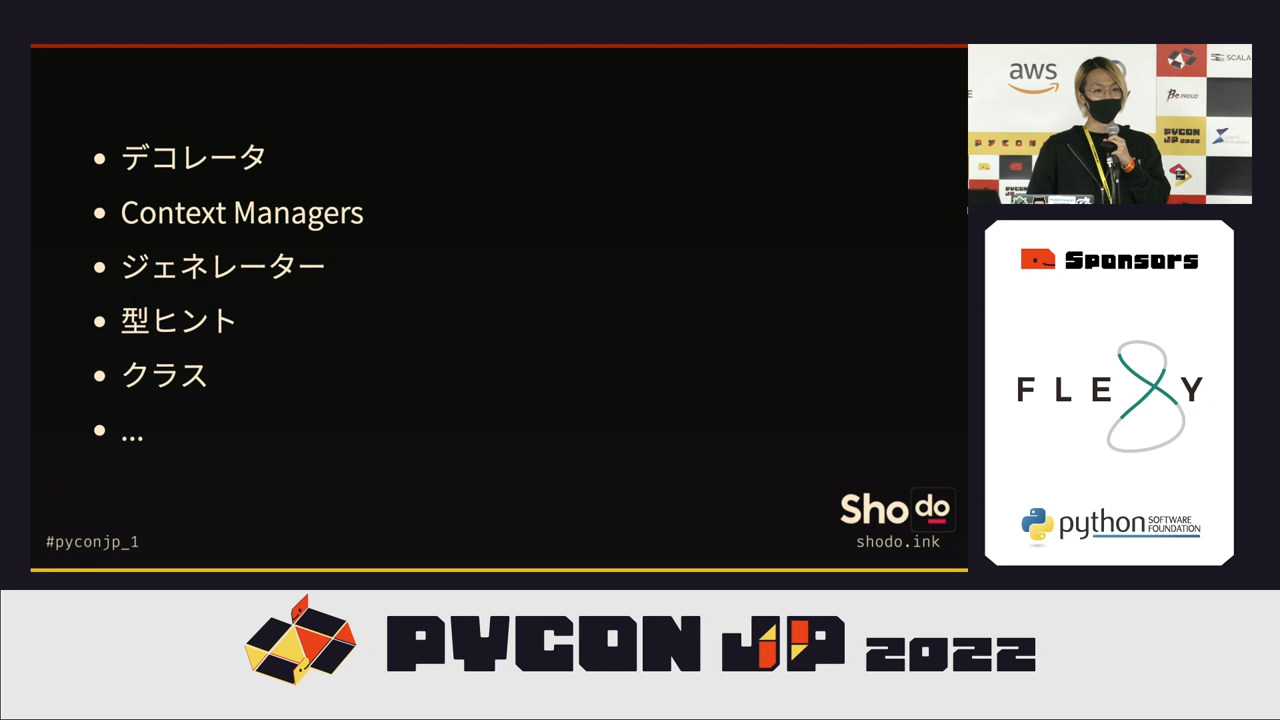 デコレータ
Context Managers
ジェネレーター
型ヒント
クラス
...
Shodo
#pyconjp_1
shodo.ink
aws
SCALA
Be PROUD
PYCON
JP 2022
PYCON
Sponsors
FLEXY
python SOFTWARE
FOUNDATION
PYCON JP 2022